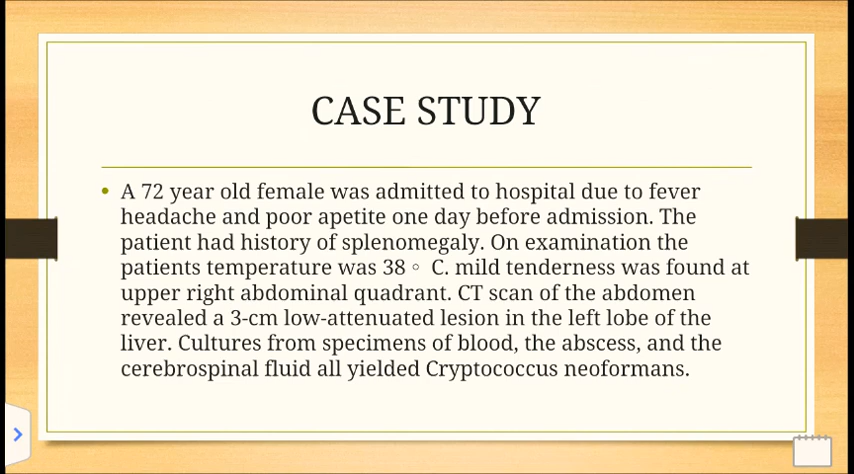 CASE STUDY
• A 72 year old female was admitted to hospital due to fever
headache and poor apetite one day before admission. The
patient had history of splenomegaly. On examination the
patients temperature was 38 ◦ C. mild tenderness was found at
upper right abdominal quadrant. CT scan of the abdomen
revealed a 3-cm low-attenuated lesion in the left lobe of the
liver. Cultures from specimens of blood, the abscess, and the
cerebrospinal fluid all yielded Cryptococcus neoformans.